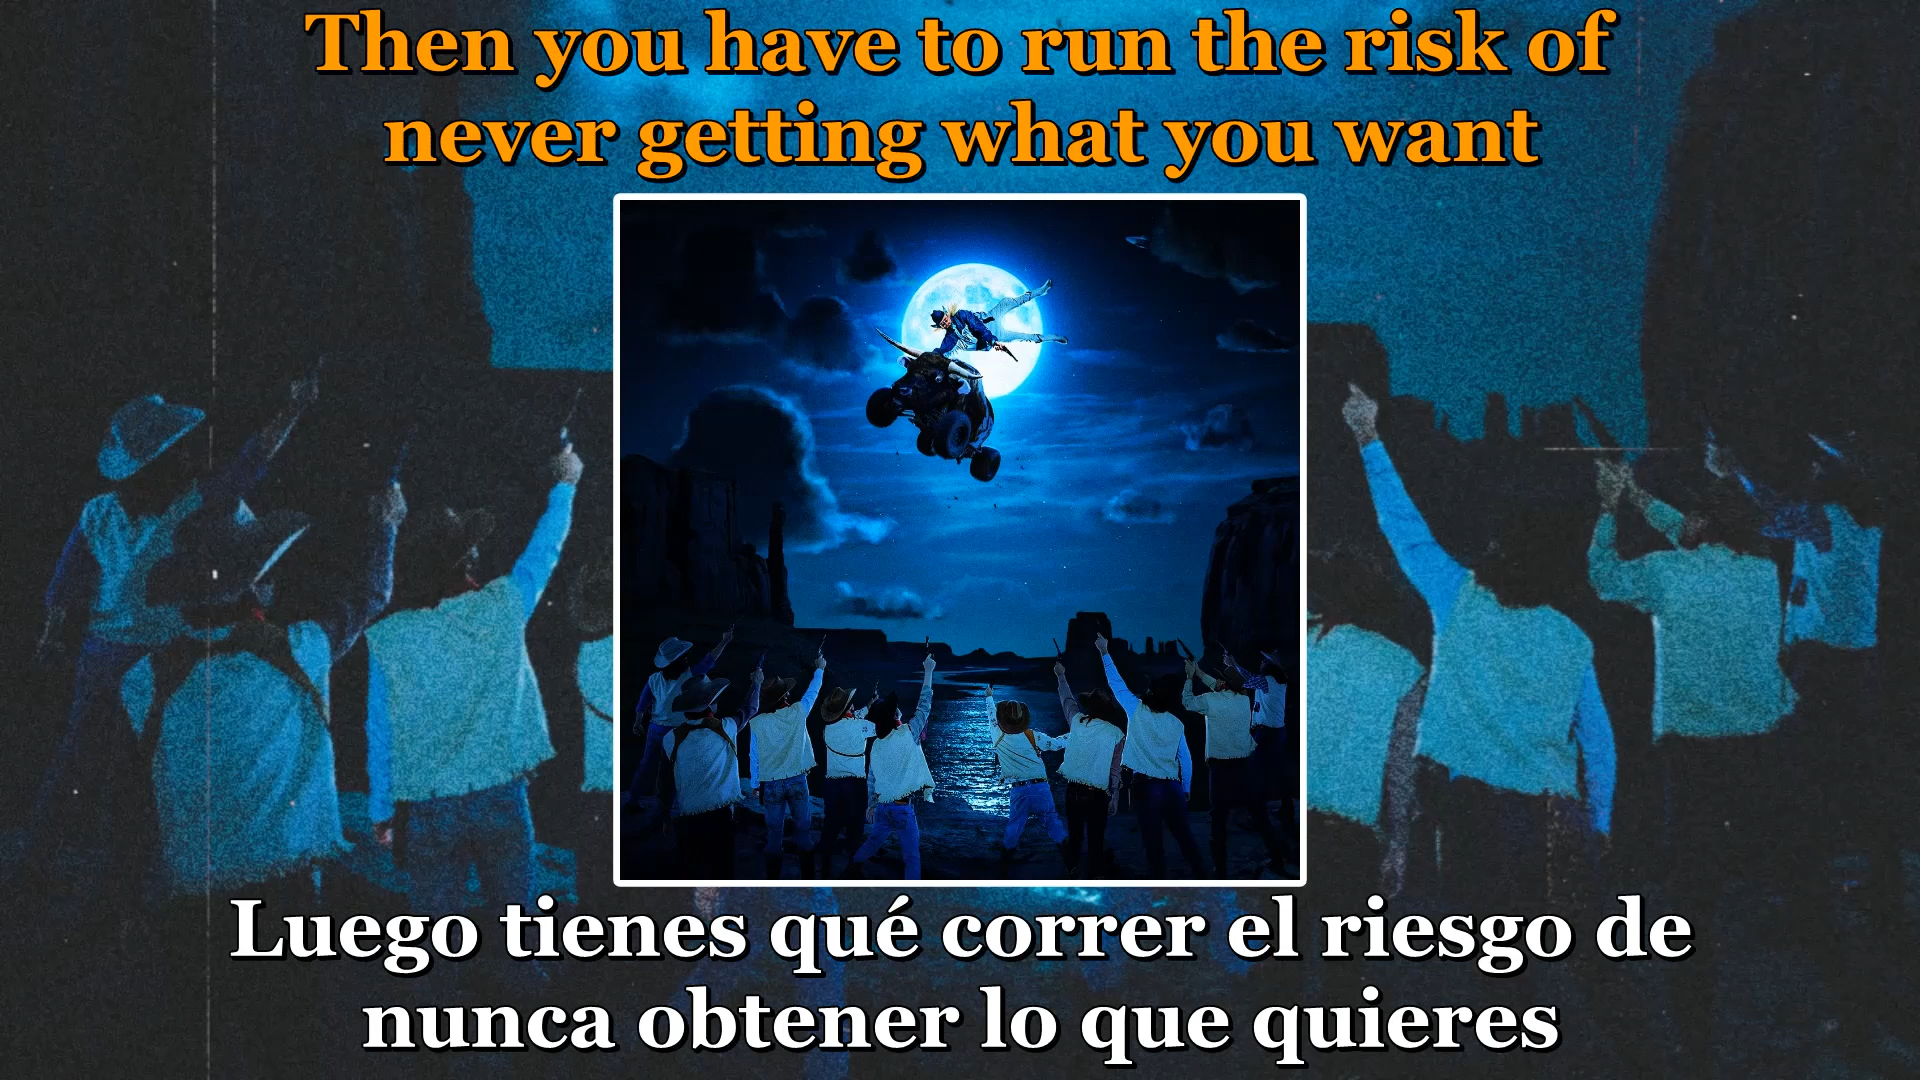 Then you have to run the risk of
never getting what you want
Luego tienes qué correr el riesgo de
nunca obtener lo que quieres